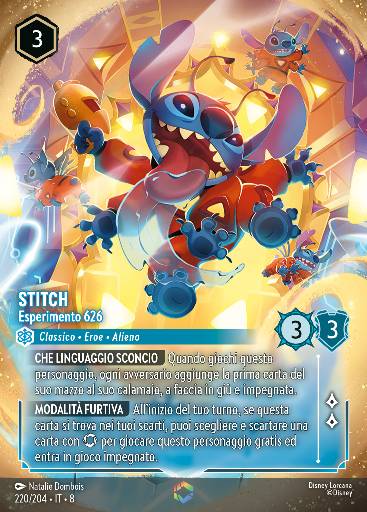 3
STITCH
Esperimento 626
Classico • Eroe • Alieno
3 3
CHE LINGUAGGIO SCONCIO Quando giochi questo
personaggio, ogni avversario aggiunge la prima carta del
suo mazzo al suo calamaio, a faccia in giù e impegnata.
MODALITÀ FURTIVA All'inizio del tuo turno, se questa
carta si trova nei tuoi scarti, puoi scegliere e scartare una
carta con per giocare questo personaggio gratis ed
entra in gioco impegnato.
Natalie Dombois
220/204 • IT • 8
Disney Lorcana
©Disney